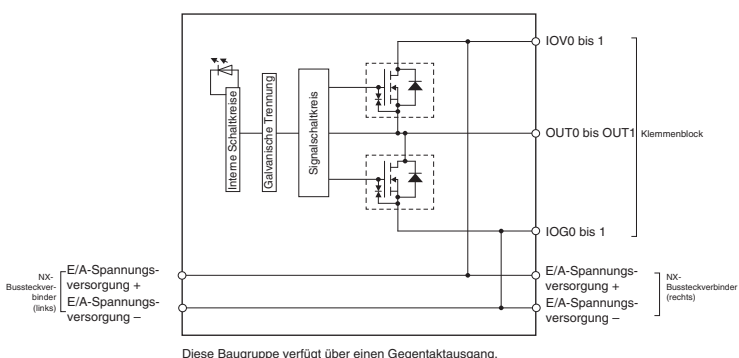 IOV0 bis 1
Interne Schaltkreise
Galvanische Trennung
Signalschaltkreis
OUT0 bis OUT1
Klemmenblock
IOG0 bis 1
NX-
Bussteckver-
binder
(links)
E/A-Spannungs-
versorgung +
E/A-Spannungs-
versorgung –
E/A-Spannungs-
versorgung +
E/A-Spannungs-
versorgung –
NX-
Bussteckverbinder
(rechts)
Diese Baugruppe verfügt über einen Gegentaktausgang.